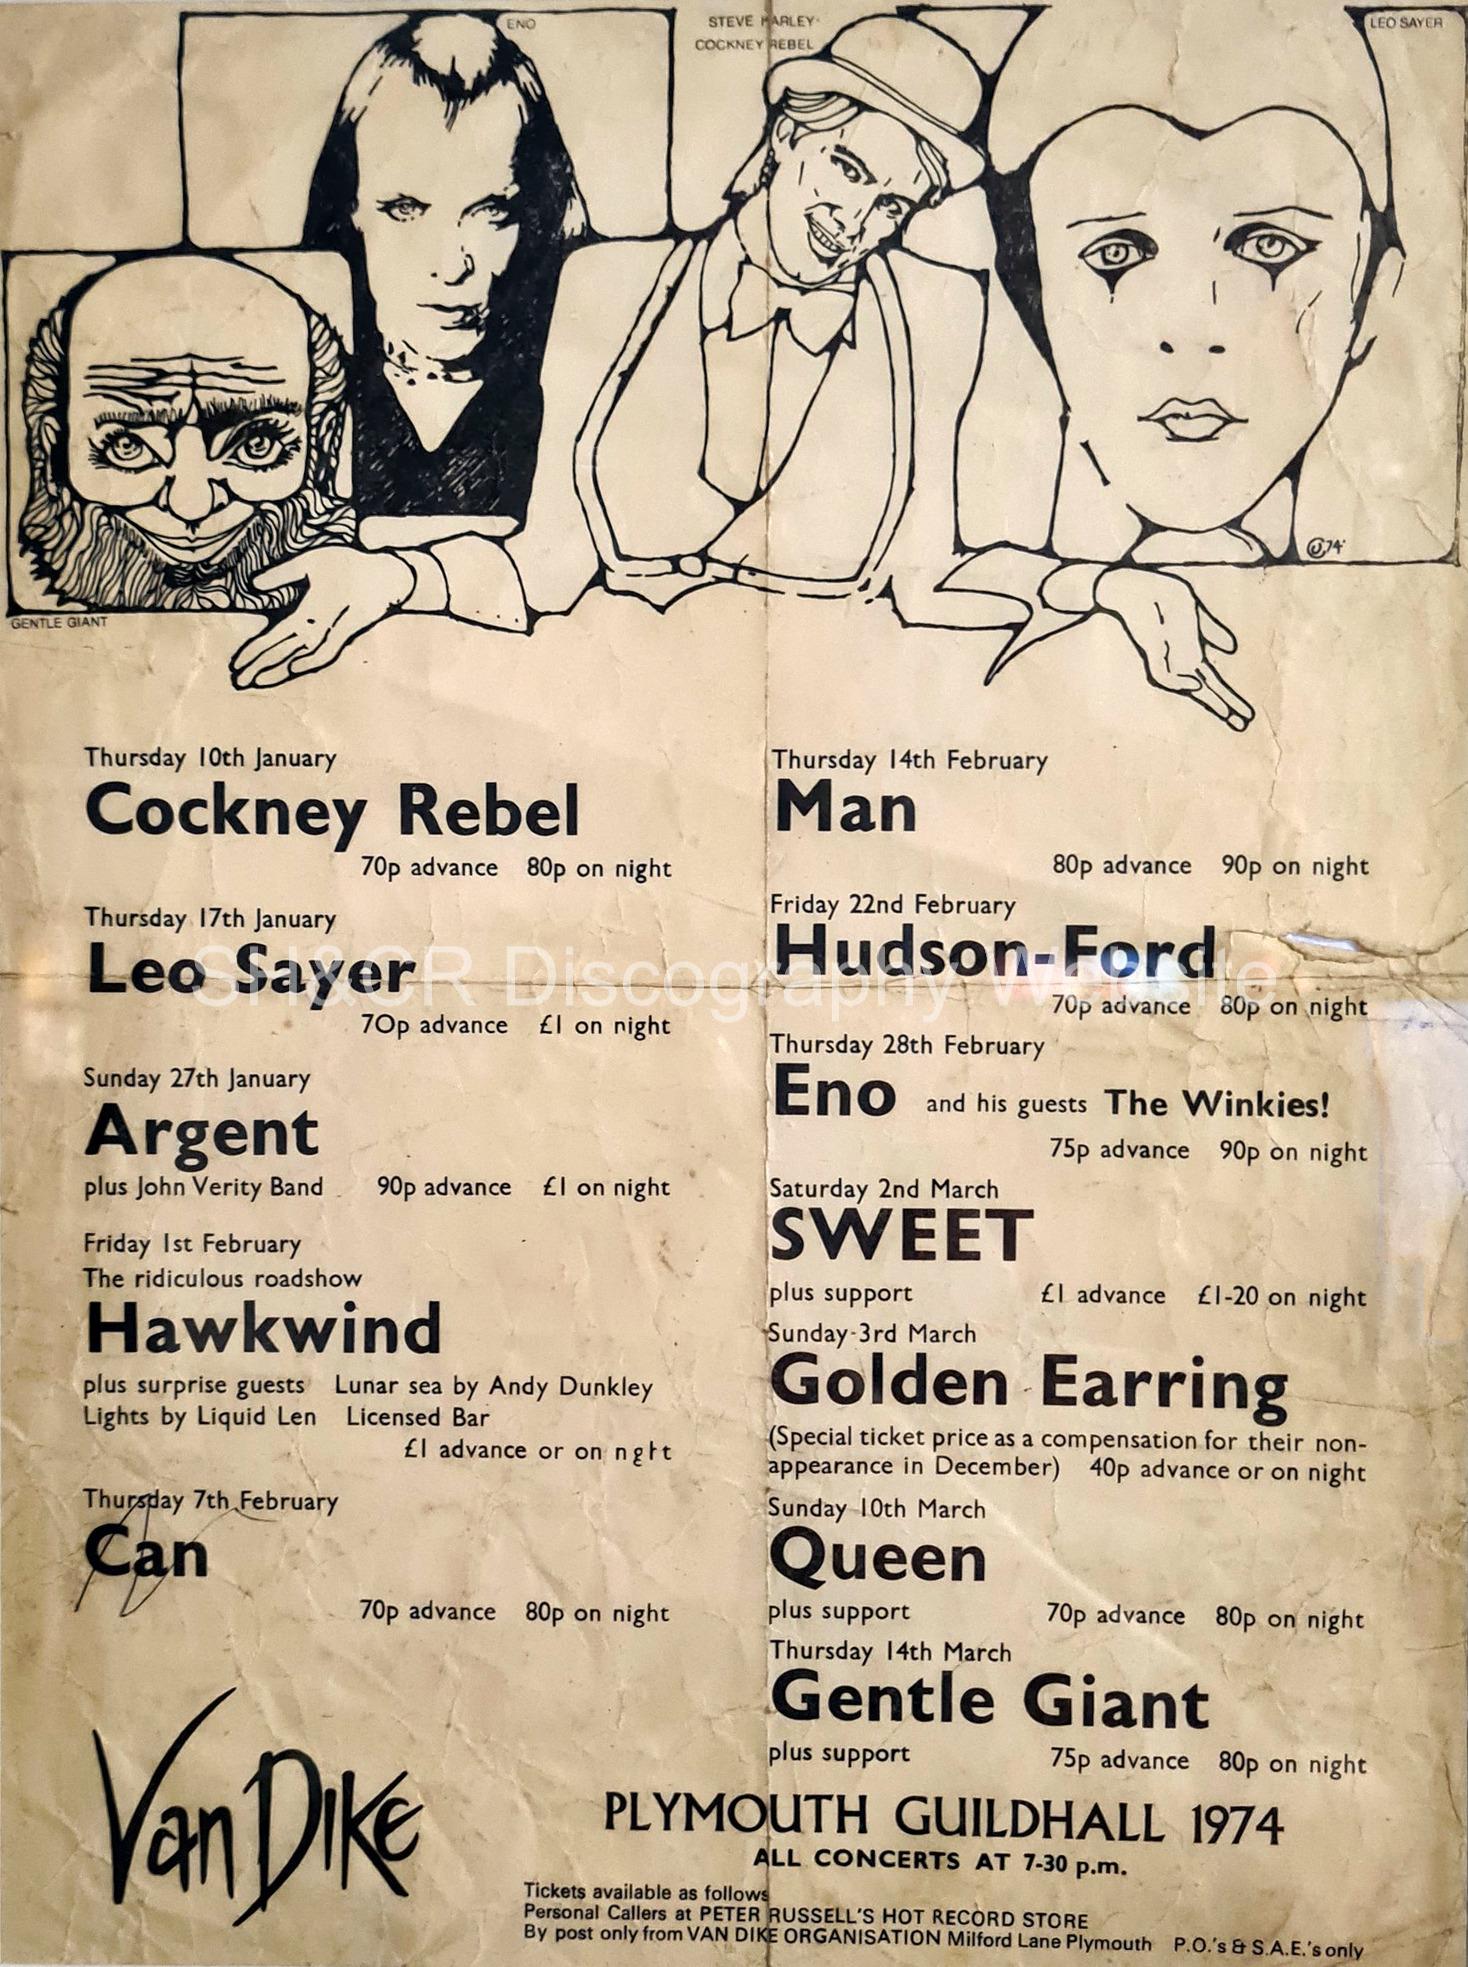 ENO
STEVE HARLEY·
COCKNEY REBEL
LEO SAYER
74'
GENTLE GIANT
Thursday 10th January
Cockney Rebel
70p advance 80p on night
Thursday 17th January
Leo Sayer
70p advance £1 on night
Sunday 27th January
Argent
plus John Verity Band 90p advance £1 on night
Friday 1st February
The ridiculous roadshow
Hawkwind
plus surprise guests Lunar sea by Andy Dunkley
Lights by Liquid Len Licensed Bar
£1 advance or on night
Thursday 7th February
Can
70p advance 80p on night
Thursday 14th February
Man
80p advance 90p on night
Friday 22nd February
Hudson-Ford
70p advance 80p on night
Thursday 28th February
Eno and his guests The Winkies!
75p advance 90p on night
Saturday 2nd March
SWEET
plus support £1 advance £1-20 on night
Sunday 3rd March
Golden Earring
(Special ticket price as a compensation for their non-
appearance in December) 40p advance or on night
Sunday 10th March
Queen
plus support 70p advance 80p on night
Thursday 14th March
Gentle Giant
plus support 75p advance 80p on night
SH&CR Discography Website
Van Dike
PLYMOUTH GUILDHALL 1974
ALL CONCERTS AT 7-30 p.m.
Tickets available as follows
Personal Callers at PETER RUSSELL'S HOT RECORD STORE
By post only from VAN DIKE ORGANISATION Milford Lane Plymouth P.O.'s & S.A.E.'s only